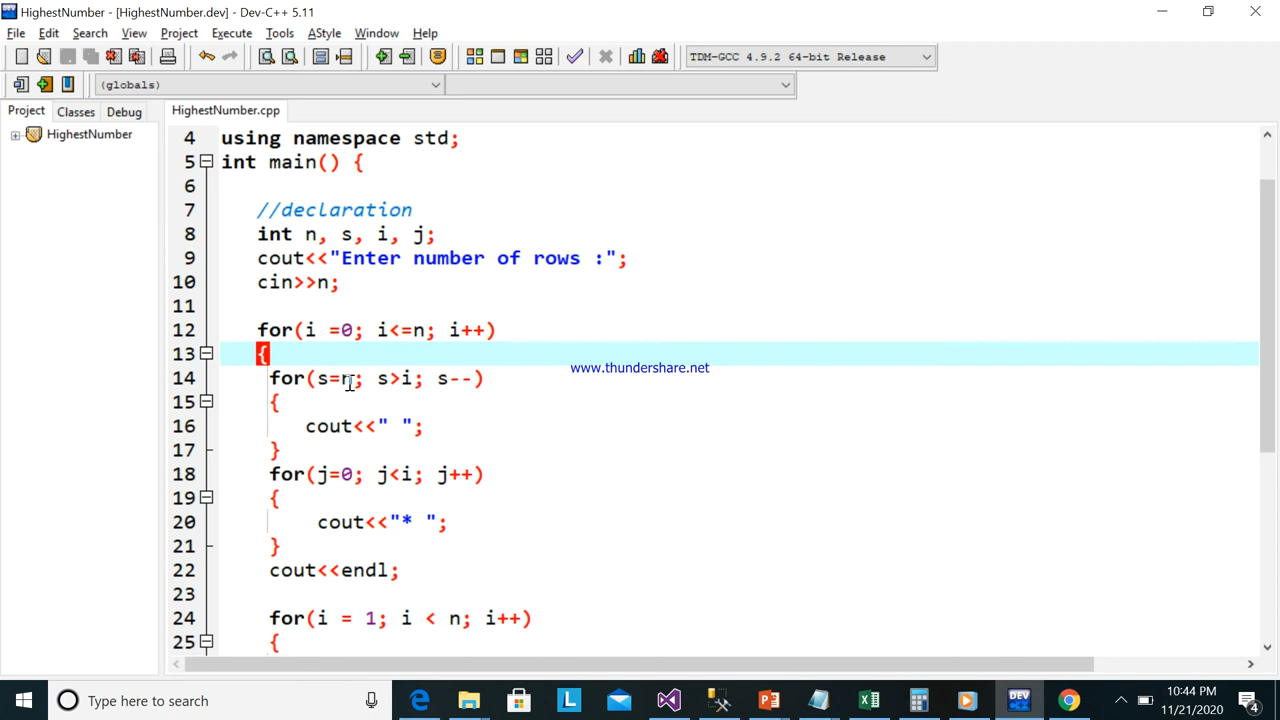 HighestNumber - [HighestNumber.dev] - Dev-C++ 5.11
File Edit Search View Project Execute Tools AStyle Window Help
TDM-GCC 4.9.2 64-bit Release
(globals)
Project Classes Debug HighestNumber.cpp
HighestNumber
4 using namespace std;
5 int main() {
6
7 //declaration
8 int n, s, i, j;
9 cout<<"Enter number of rows :";
10 cin>>n;
11
12 for(i =0; i<=n; i++)
13 {
www.thundershare.net
14 for(s=n; s>i; s--)
15 {
16 cout<<" ";
17 }
18 for(j=0; j<i; j++)
19 {
20 cout<<"* ";
21 }
22 cout<<endl;
23
24 for(i = 1; i < n; i++)
25 {
Type here to search
10:44 PM
11/21/2020
4